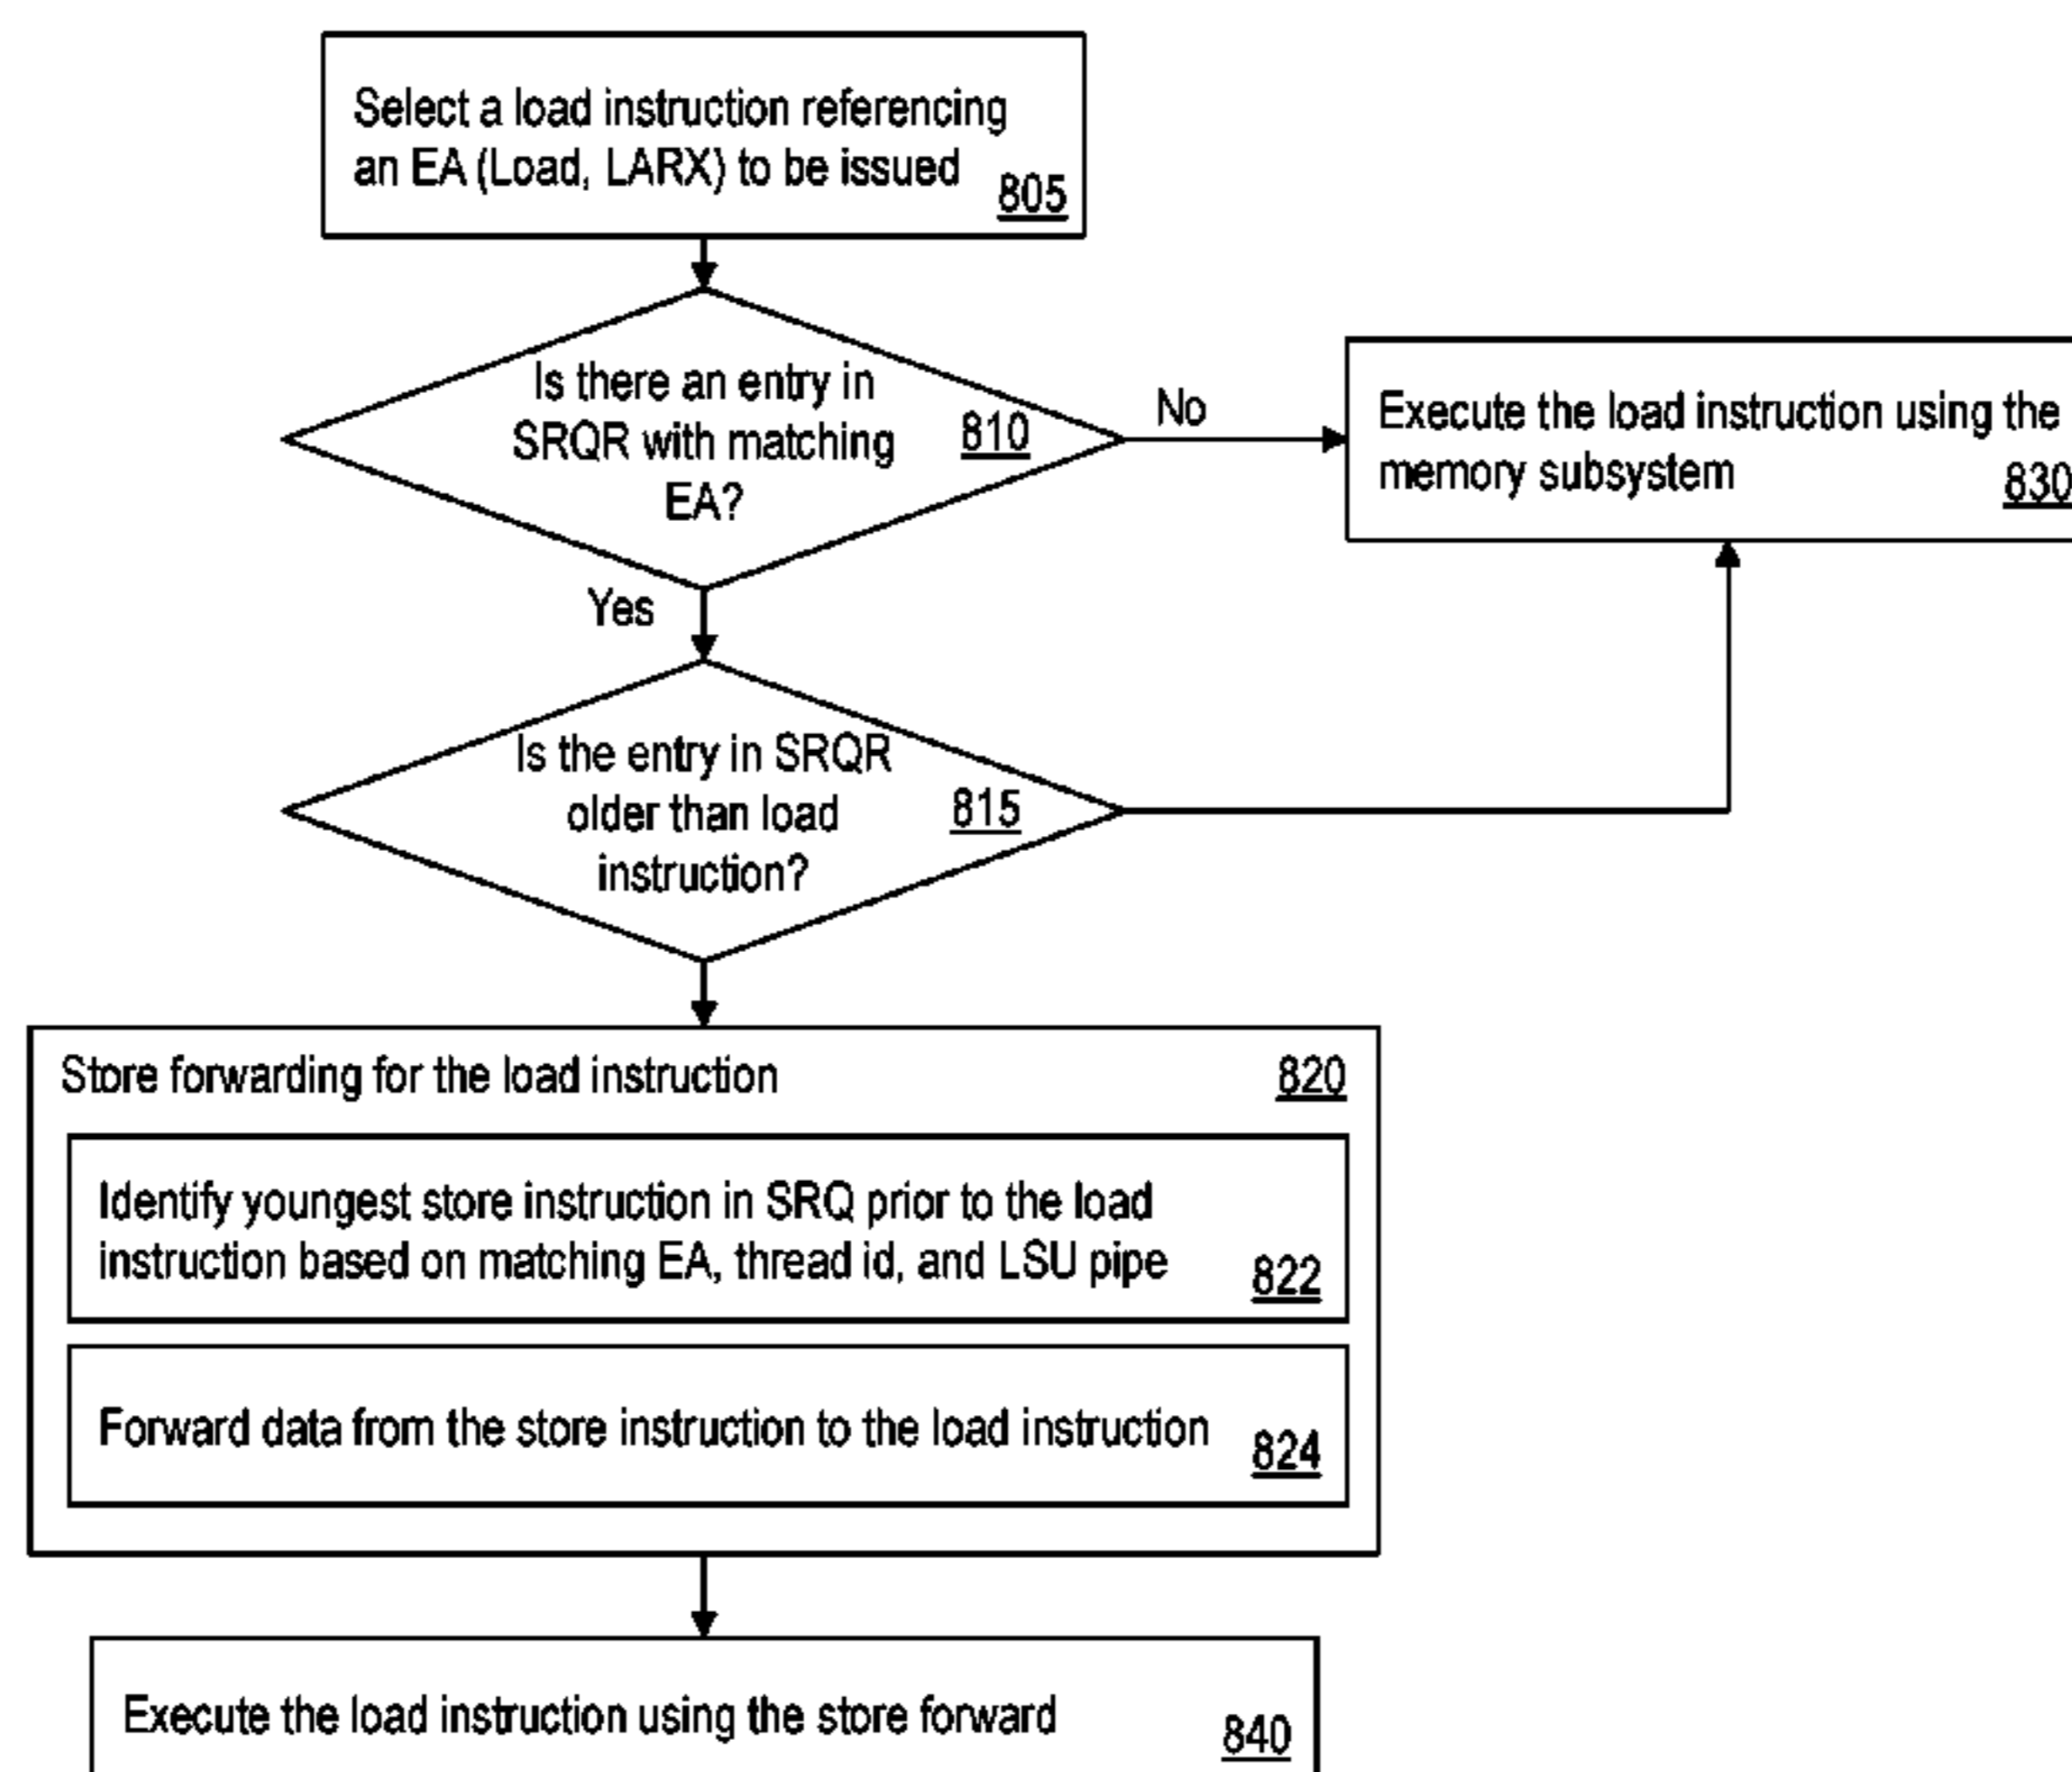 Select a load instruction referencing
an EA (Load, LARX) to be issued
805
Is there an entry in
SRQR with matching
EA?
810
No
Execute the load instruction using the
memory subsystem
830
Yes
Is the entry in SRQR
older than load
instruction?
815
Store forwarding for the load instruction
820
Identify youngest store instruction in SRQ prior to the load
instruction based on matching EA, thread id, and LSU pipe
822
Forward data from the store instruction to the load instruction
824
Execute the load instruction using the store forward
840